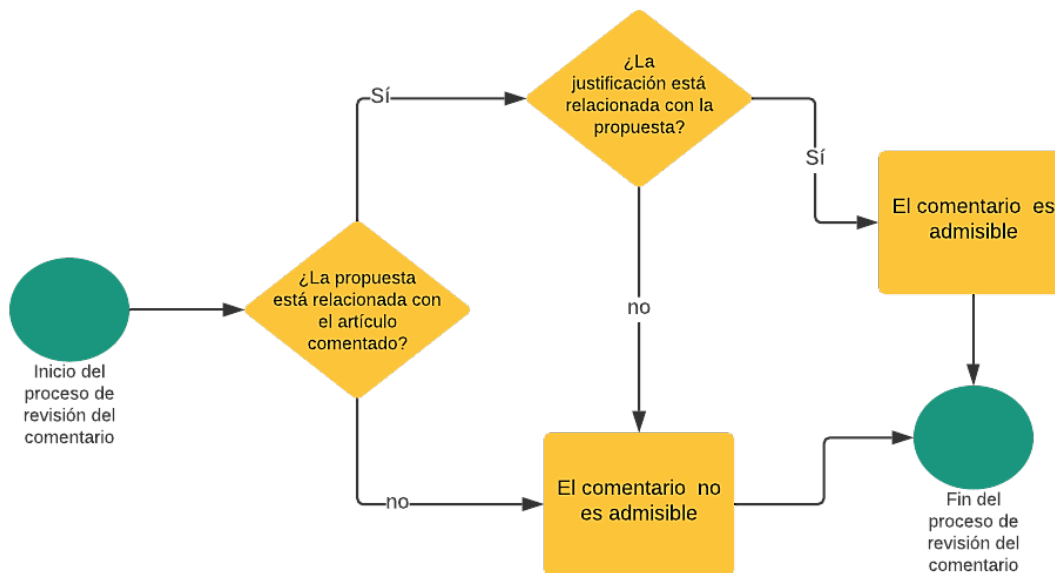 ¿La
justificación está
relacionada con la
propuesta?
Sí
Sí
El comentario es
admisible
¿La propuesta
está relacionada con
el artículo
comentado?
no
Inicio del
proceso de
revisión del
comentario
no
El comentario no
es admisible
Fin del
proceso de
revisión del
comentario